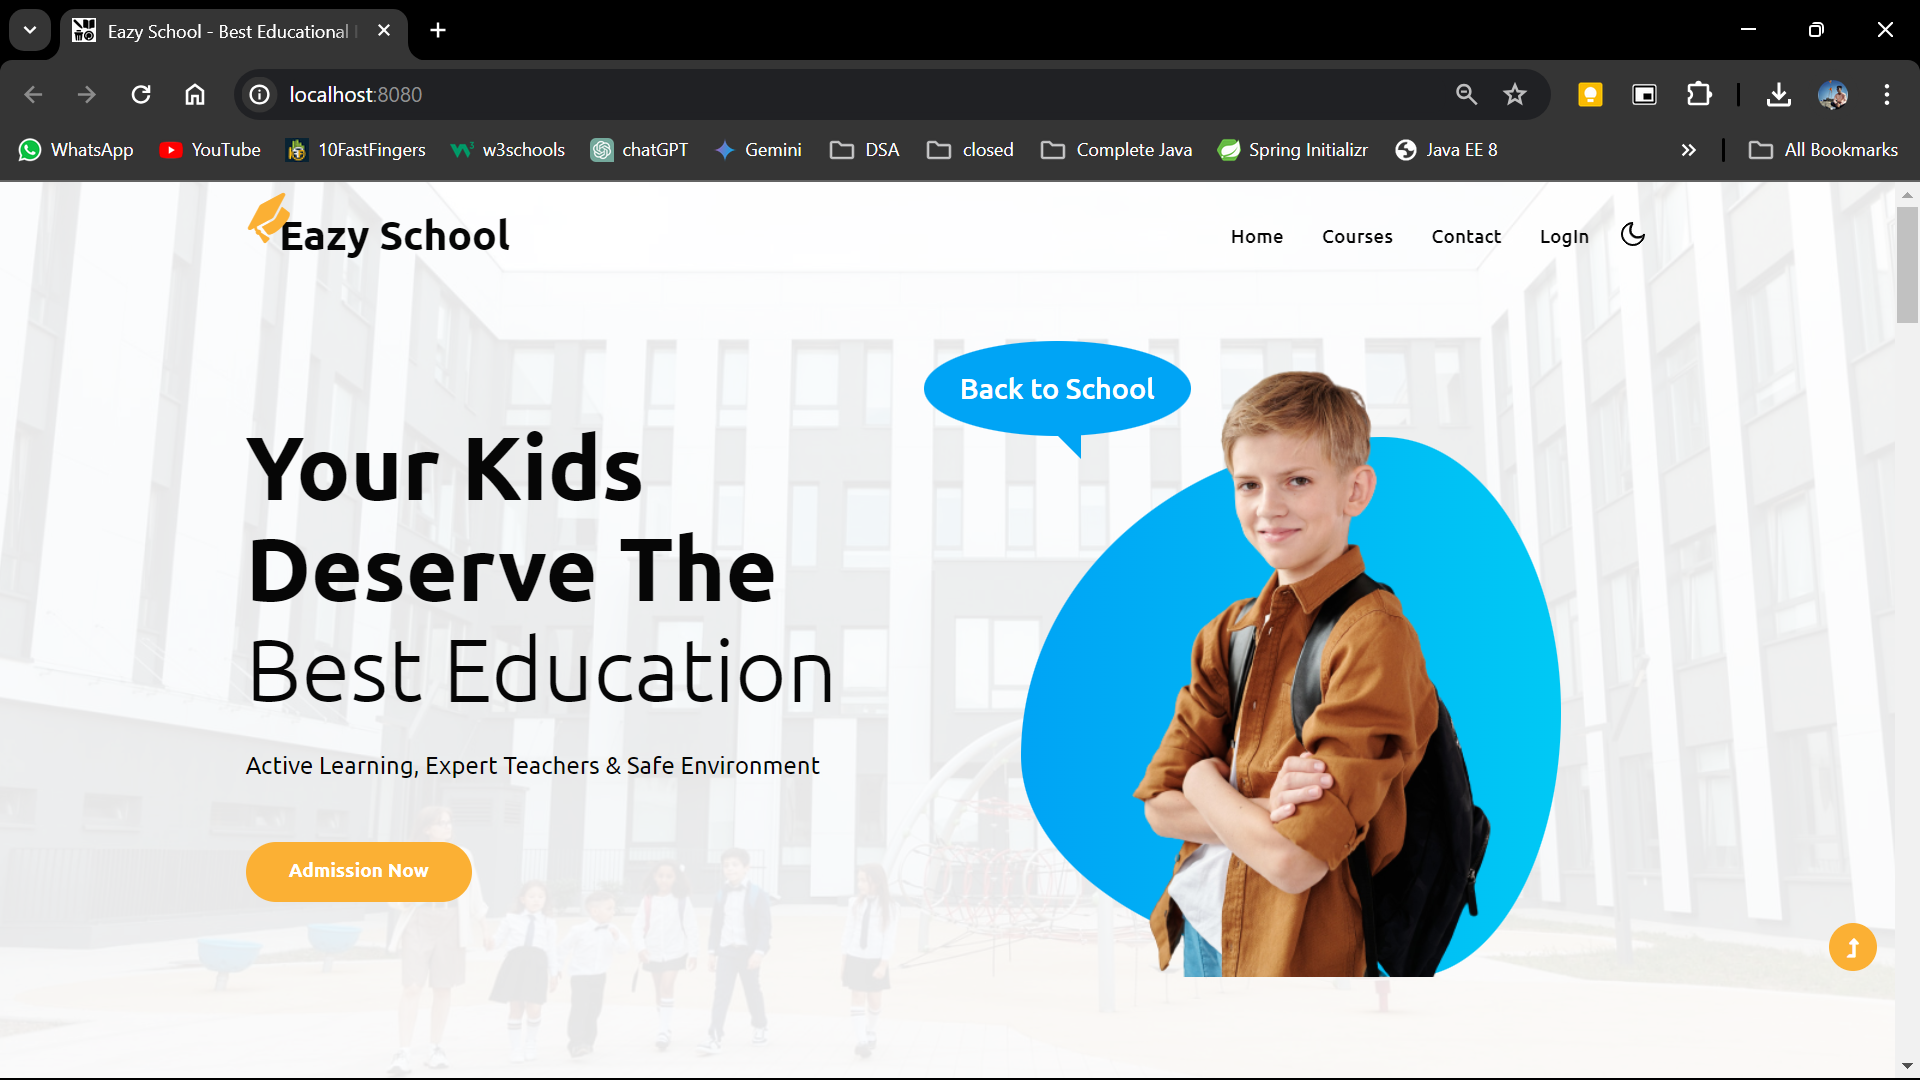 Eazy School - Best Educational
localhost:8080
WhatsApp
YouTube
10FastFingers
w3schools
chatGPT
Gemini
DSA
closed
Complete Java
Spring Initializr
Java EE 8
All Bookmarks
Eazy School
Home
Courses
Contact
LogIn
Back to School
Your Kids
Deserve The
Best Education
Active Learning, Expert Teachers & Safe Environment
Admission Now